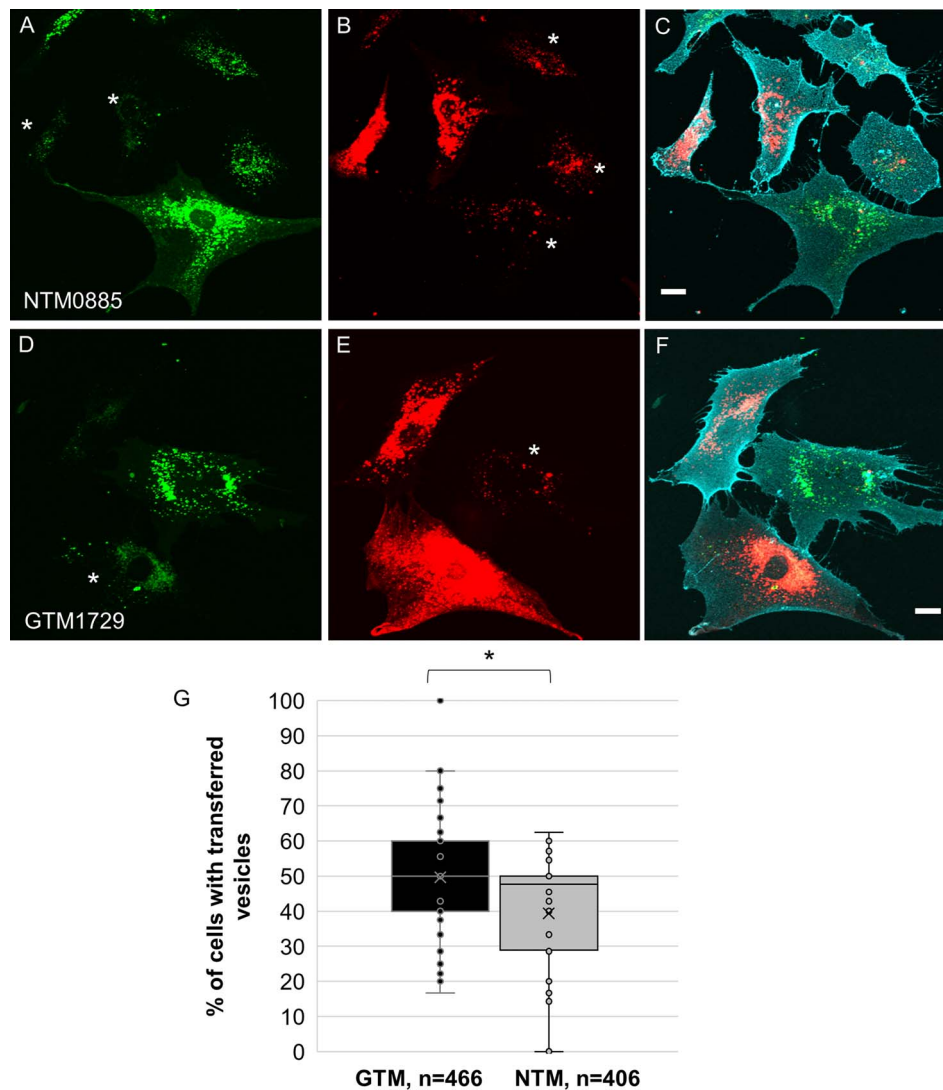 A
B
*
C
*
*
*
*
NTM0885
D
E
F
*
*
GTM1729
*
G
100
90
80
70
60
50
40
30
20
10
0
% of cells with transferred
vesicles
GTM, n=466
NTM, n=406